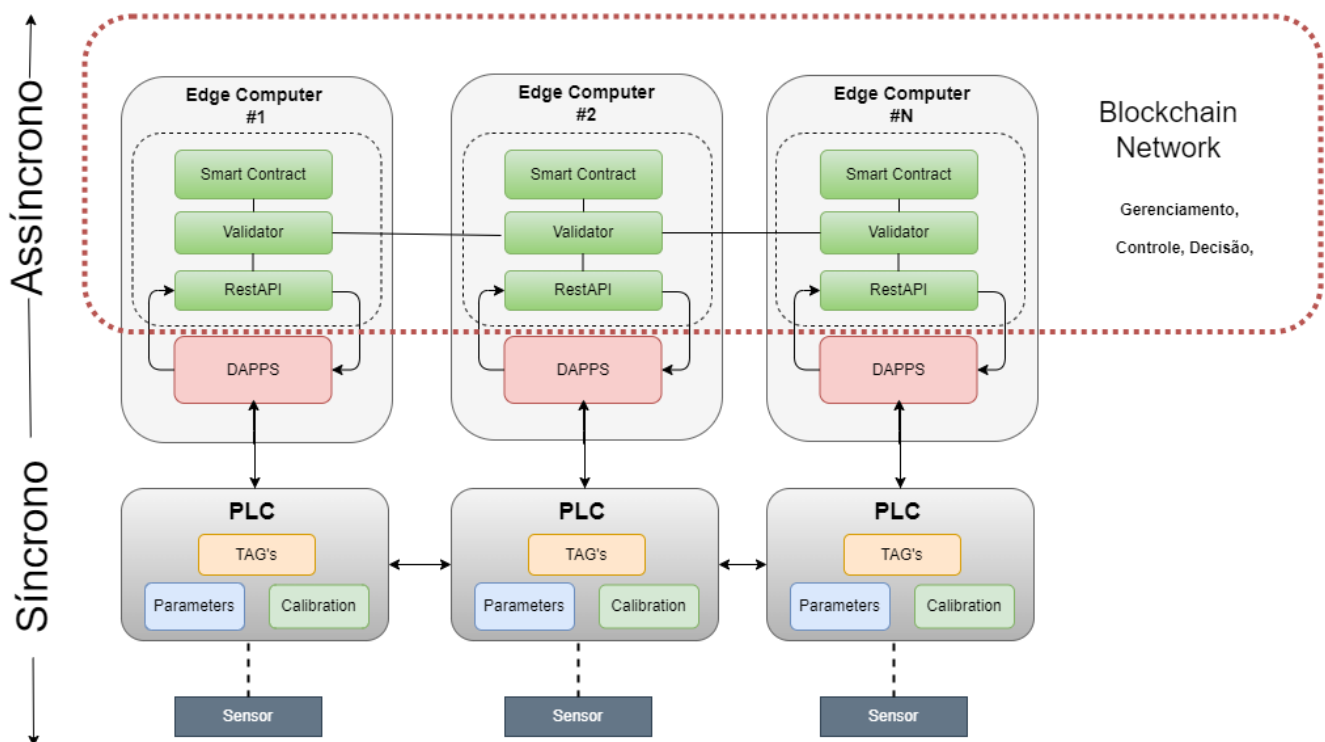 Assíncrono
Síncrono
Edge Computer
#1
Smart Contract
Validator
RestAPI
DAPPS
Edge Computer
#2
Smart Contract
Validator
RestAPI
DAPPS
Edge Computer
#N
Smart Contract
Validator
RestAPI
DAPPS
Blockchain
Network
Gerenciamento,
Controle, Decisão,
PLC
TAG's
Parameters
Calibration
PLC
TAG's
Parameters
Calibration
PLC
TAG's
Parameters
Calibration
Sensor
Sensor
Sensor